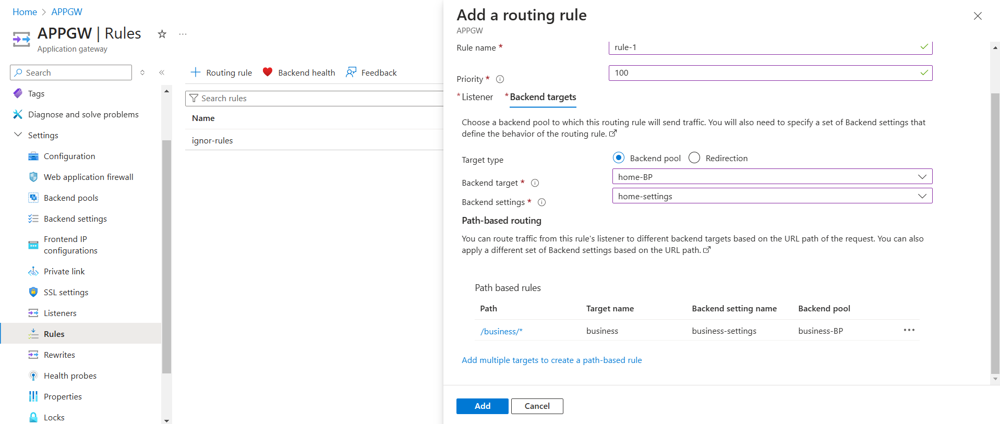 Home > APPGW
APPGW | Rules
Application gateway
Search
Tags
Diagnose and solve problems
Settings
Configuration
Web application firewall
Backend pools
Backend settings
Frontend IP
configurations
Private link
SSL settings
Listeners
Rules
Rewrites
Health probes
Properties
Locks
Routing rule
Backend health
Feedback
Search rules
Name
ignor-rules
Add a routing rule
APPGW
Rule name *
rule-1
Priority *
100
* Listener
* Backend targets
Choose a backend pool to which this routing rule will send traffic. You will also need to specify a set of Backend settings that
define the behavior of the routing rule.
Target type
Backend pool
Redirection
Backend target *
home-BP
Backend settings *
home-settings
Path-based routing
You can route traffic from this rule's listener to different backend targets based on the URL path of the request. You can also
apply a different set of Backend settings based on the URL path.
Path based rules
Path Target name Backend setting name Backend pool
/business/* business business-settings business-BP
Add multiple targets to create a path-based rule
Add
Cancel